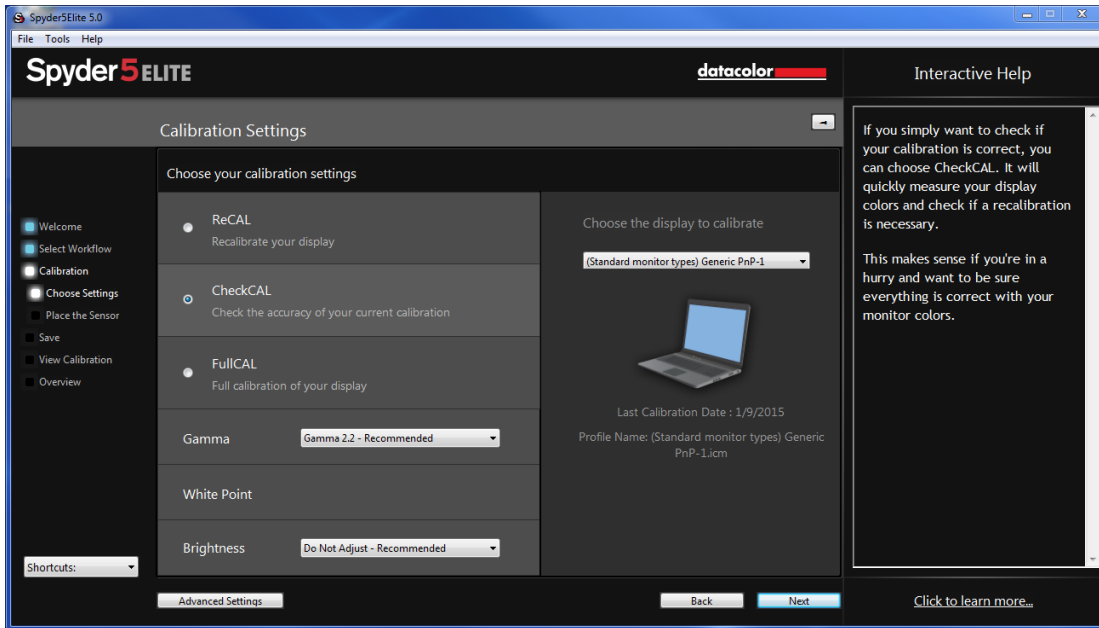 Spyder5Elite 5.0
File Tools Help
Spyder5ELITE
datacolor
Interactive Help
Calibration Settings
Choose your calibration settings
Welcome
Select Workflow
Calibration
Choose Settings
Place the Sensor
Save
View Calibration
Overview
Shortcuts:
ReCAL
Recalibrate your display
CheckCAL
Check the accuracy of your current calibration
FullCAL
Full calibration of your display
Gamma
Gamma 2.2 - Recommended
White Point
Brightness
Do Not Adjust - Recommended
Choose the display to calibrate
(Standard monitor types) Generic PnP-1
Last Calibration Date : 1/9/2015
Profile Name: (Standard monitor types) Generic
PnP-1.icm
If you simply want to check if
your calibration is correct, you
can choose CheckCAL. It will
quickly measure your display
colors and check if a recalibration
is necessary.
This makes sense if you're in a
hurry and want to be sure
everything is correct with your
monitor colors.
Advanced Settings
Back
Next
Click to learn more...